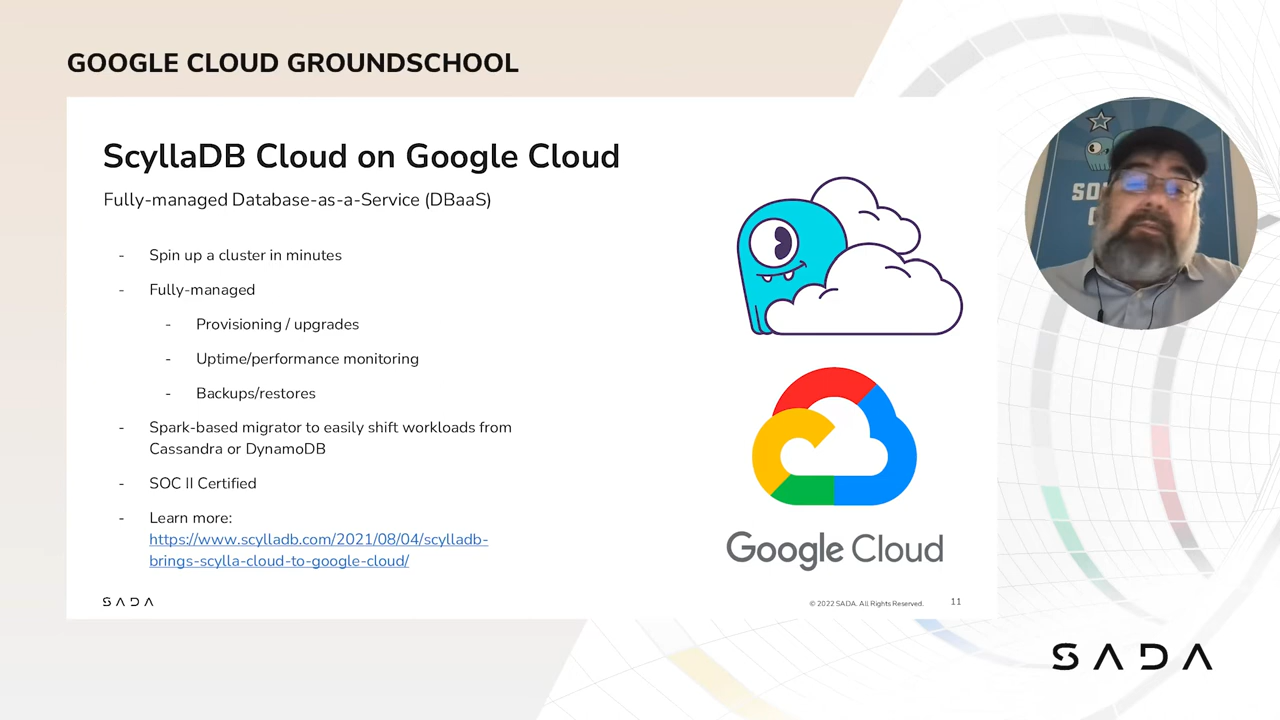 GOOGLE CLOUD GROUNDSCHOOL
ScyllaDB Cloud on Google Cloud
Fully-managed Database-as-a-Service (DBaaS)
- Spin up a cluster in minutes
- Fully-managed
- Provisioning / upgrades
- Uptime/performance monitoring
- Backups/restores
- Spark-based migrator to easily shift workloads from
Cassandra or DynamoDB
- SOC II Certified
- Learn more:
https://www.scylladb.com/2021/08/04/scylladb-
brings-scylla-cloud-to-google-cloud/
Google Cloud
SADA
© 2022 SADA. All Rights Reserved.
11
SADA